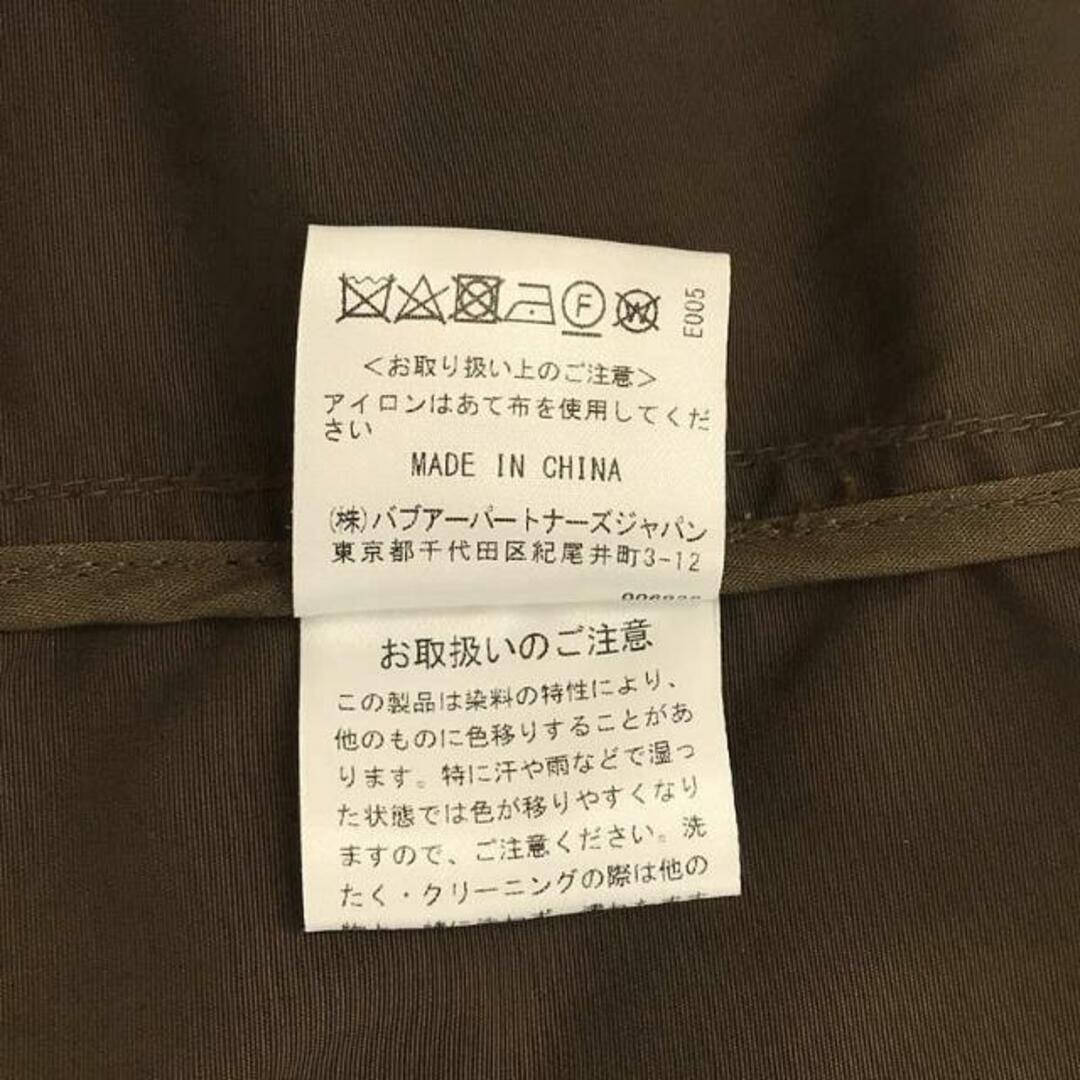 E005
F
W
<お取り扱い上のご注意>
アイロンはあて布を使用してくだ
さい
MADE IN CHINA
(株)バブアーパートナーズジャパン
東京都千代田区紀尾井町3-12
お取扱いのご注意
この製品は染料の特性により、
他のものに色移りすることがあ
ります。特に汗や雨などで湿っ
た状態では色が移りやすくなり
ますので、ご注意ください。洗
たく・クリーニングの際は他の